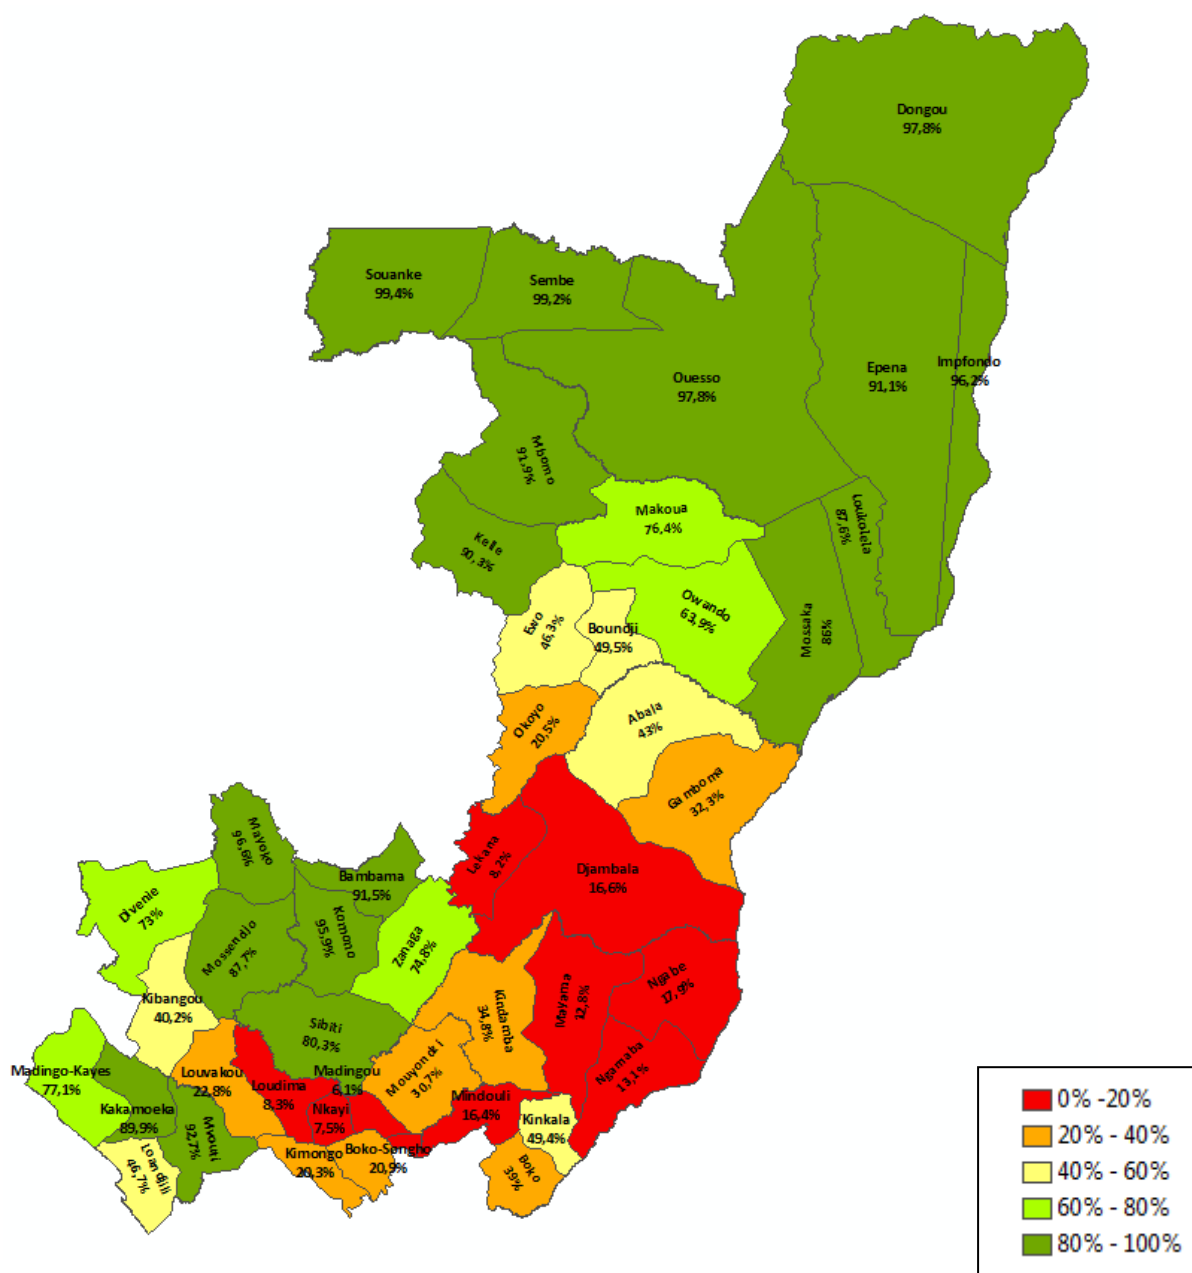 Dongou
97,8%
Souanke
99,4%
Sembe
99,2%
Ouesso
97,8%
Epena
91,1%
Impfondo
96,2%
Mbomo
91,9%
Kelle
90,3%
Makoua
76,4%
Loukolela
87,6%
Owando
63,9%
Mossaka
86%
Ewo
46,3%
Boundji
49,5%
Okoyo
20,5%
Abala
43%
Gamboma
32,3%
Lekana
8,2%
Djambala
16,6%
Mayoko
96,6%
Bambama
91,5%
Divenie
73%
Mossendjo
87,7%
Komono
95,9%
Zanaga
74,8%
Kibangou
40,2%
Sibiti
80,3%
Kindamba
34,8%
Mayama
12,8%
Ngabe
17,9%
Ngamaba
13,1%
Madingo-Kayes
77,1%
Kakamoeka
89,9%
Mvouti
92,7%
Loandjili
46,7%
Louvakou
22,8%
Loudima
8,3%
Madingou
6,1%
Nkayi
7,5%
Mouyondzi
30,7%
Mindouli
16,4%
Kinkala
49,4%
Kimongo
20,3%
Boko-Songho
20,9%
Boko
39%
0% -20%
20% - 40%
40% - 60%
60% - 80%
80% - 100%